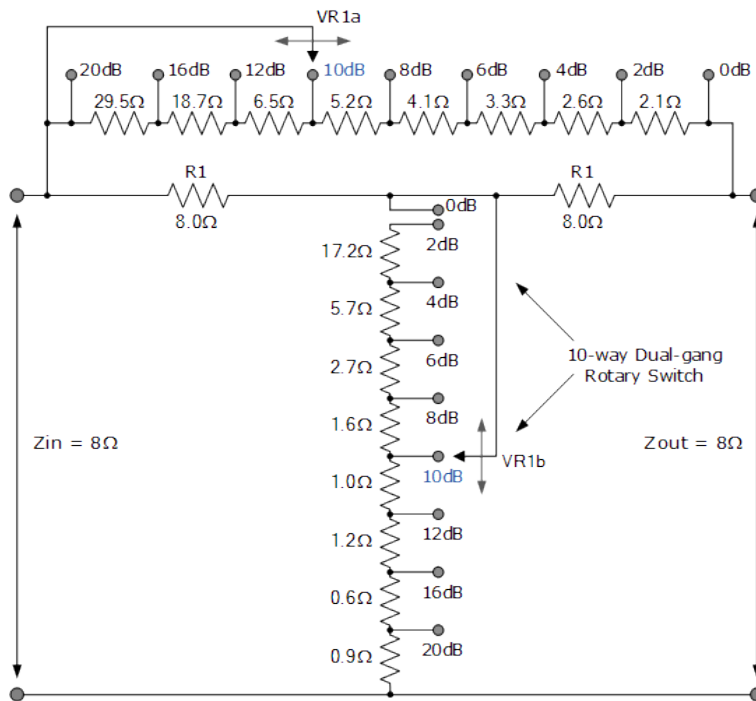 VR1a
20dB 16dB 12dB 10dB 8dB 6dB 4dB 2dB 0dB
29.5Ω 18.7Ω 6.5Ω 5.2Ω 4.1Ω 3.3Ω 2.6Ω 2.1Ω
R1 R1
8.0Ω 8.0Ω
0dB
2dB
17.2Ω
4dB
5.7Ω
6dB
2.7Ω
8dB
1.6Ω
10dB
1.0Ω
12dB
1.2Ω
16dB
0.6Ω
20dB
0.9Ω
10-way Dual-gang
Rotary Switch
VR1b
Zin = 8Ω
Zout = 8Ω